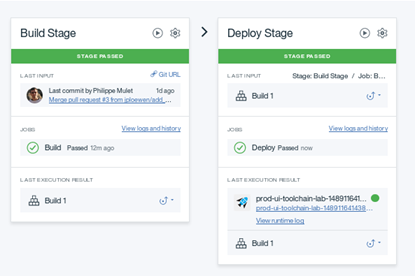 Build Stage
STAGE PASSED
LAST INPUT
Git URL
Last commit by Philippe Mulet
1d ago
Merge pull request #3 from jploewen/add_...
JOBS
View logs and history
Build Passed 12m ago
LAST EXECUTION RESULT
Build 1
Deploy Stage
STAGE PASSED
LAST INPUT
Stage: Build Stage / Job: B...
Build 1
JOBS
View logs and history
Deploy Passed now
LAST EXECUTION RESULT
prod-ui-toolchain-lab-148911641...
prod-ui-toolchain-lab-148911641438...
View runtime log
Build 1